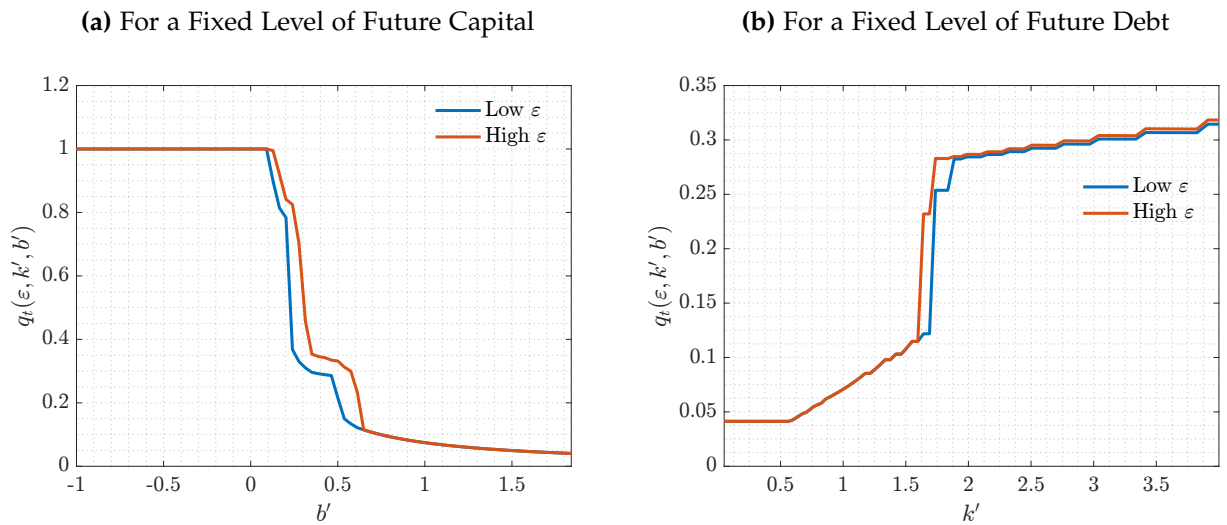 (a) For a Fixed Level of Future Capital
1.2
1
0.8
0.6
0.4
0.2
0
-1
-0.5
0
0.5
1
1.5
q_t(ε, k′, b′)
b′
Low ε
High ε
(b) For a Fixed Level of Future Debt
0.35
0.3
0.25
0.2
0.15
0.1
0.05
0
0.5
1
1.5
2
2.5
3
3.5
q_t(ε, k′, b′)
k′
Low ε
High ε